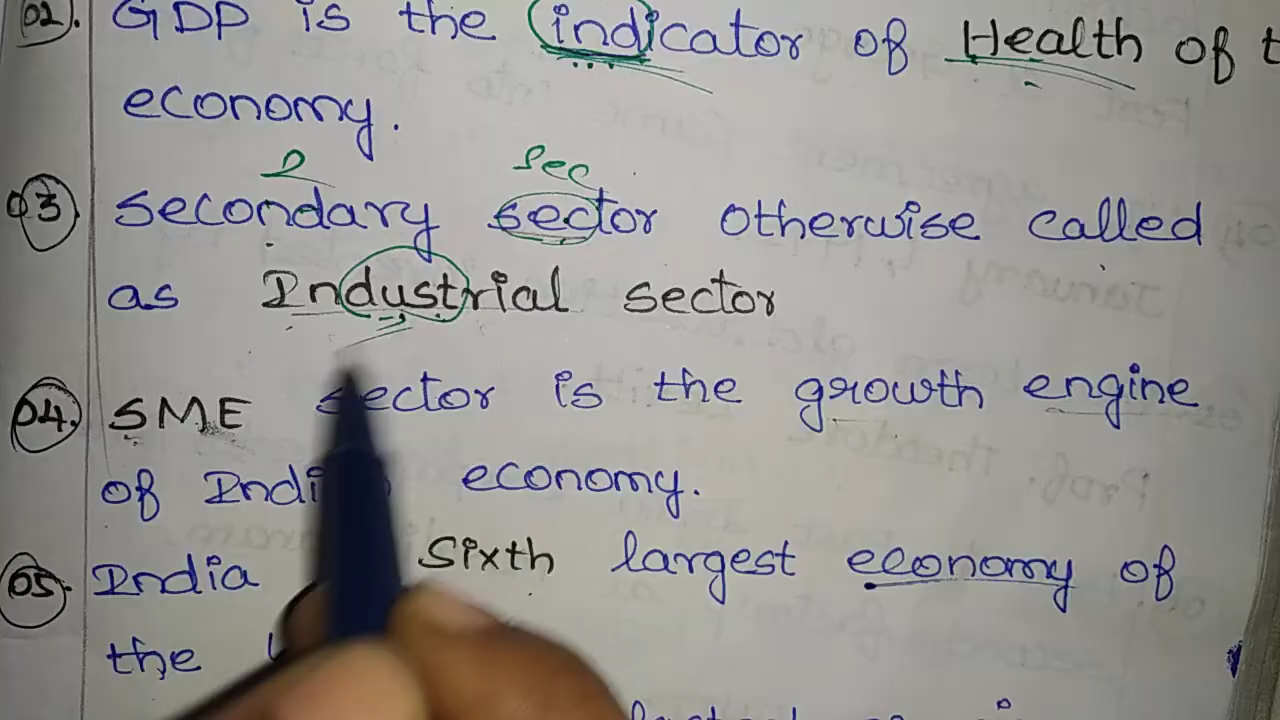 02). GDP is the indicator of Health of t
economy.
2 sec
03). Secondary sector otherwise called
as Industrial sector
04. SME sector is the growth engine
of economy.
05. India Sixth largest economy of
the